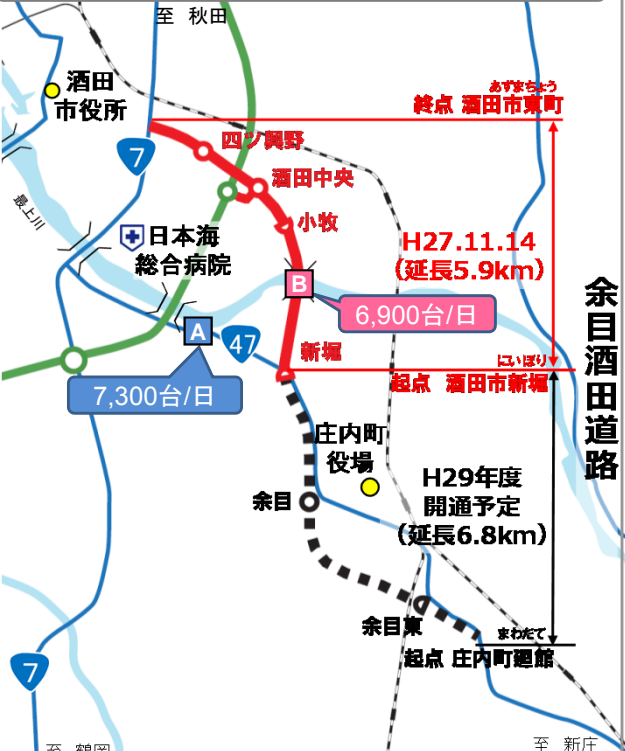 至 秋田
酒田
市役所
あずまちょう
終点 酒田市東町
7
四ツ興野
酒田中央
小牧
最上川
日本海
総合病院
H27.11.14
(延長5.9km)
B
6,900台/日
余目酒田道路
A
47
7,300台/日
新堀
にいぼり
起点 酒田市新堀
庄内町
役場
H29年度
開通予定
(延長6.8km)
余目
余目東
まわだて
起点 庄内町廻館
7
至 鶴岡
至 新庄